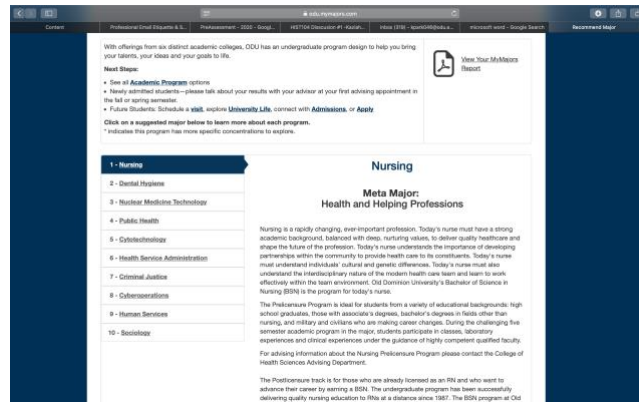 odu.mymajors.com
Content
Professional Email Etiquette & S...
PreAssessment - 2022 - Googl...
HIST104 Discussion #1 -Kailah...
microsoft word - Google Search
Recommend Major
With offerings from six distinct academic colleges, ODU has an undergraduate program design to help you bring
your talents, your ideas and your goals to life.
Next Steps:
• See all Academic Program options
• Newly admitted students—please talk about your results with your advisor at your first advising appointment in
the fall or spring semester.
• Future Students: Schedule a visit, explore University Life, connect with Admissions, or Apply
Click on a suggested major below to learn more about each program.
* indicates this program has more specific concentrations to explore.
View Your MyMajors
Report
1 - Nursing
2 - Dental Hygiene
3 - Nuclear Medicine Technology
4 - Public Health
5 - Cytotechnology
6 - Health Service Administration
7 - Criminal Justice
8 - Cyberoperations
9 - Human Services
10 - Sociology
Nursing
Meta Major:
Health and Helping Professions
Nursing is a rapidly changing, ever-important profession. Today's nurse must have a strong
academic background, balanced with deep, nurturing values, to deliver quality healthcare and
shape the future of the profession. Today's nurse understands the importance of developing
partnerships within the community to provide health care to its constituents. Today's nurse
must understand individuals' cultural and genetic differences. Today's nurse must also
understand the interdisciplinary nature of the modern health care team and learn to work
effectively within the team environment. Old Dominion University's Bachelor of Science in
Nursing (BSN) is the program for today's nurse.
The Prelicensure Program is ideal for students from a variety of educational backgrounds: high
school graduates, those with associate's degrees, bachelor's degrees in fields other than
nursing, and military and civilians who are making career changes. During the challenging five
semester academic program in the major, students participate in classes, laboratory
experiences and clinical experiences under the guidance of highly competent qualified faculty.
For advising information about the Nursing Prelicensure Program please contact the College of
Health Sciences Advising Department.
The Postlicensure track is for those who are already licensed as an RN and who want to
advance their career by earning a BSN. The undergraduate program has been successfully
delivering quality nursing education to RNs at a distance since 1987. The BSN program at Old